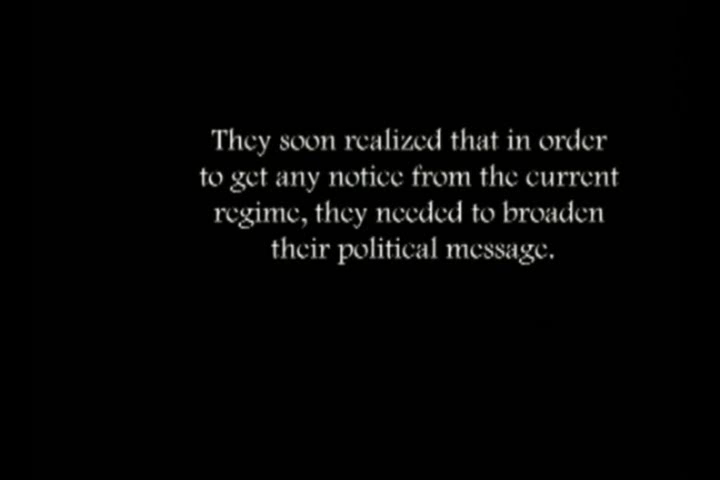 They soon realized that in order
to get any notice from the current
regime, they needed to broaden
their political message.